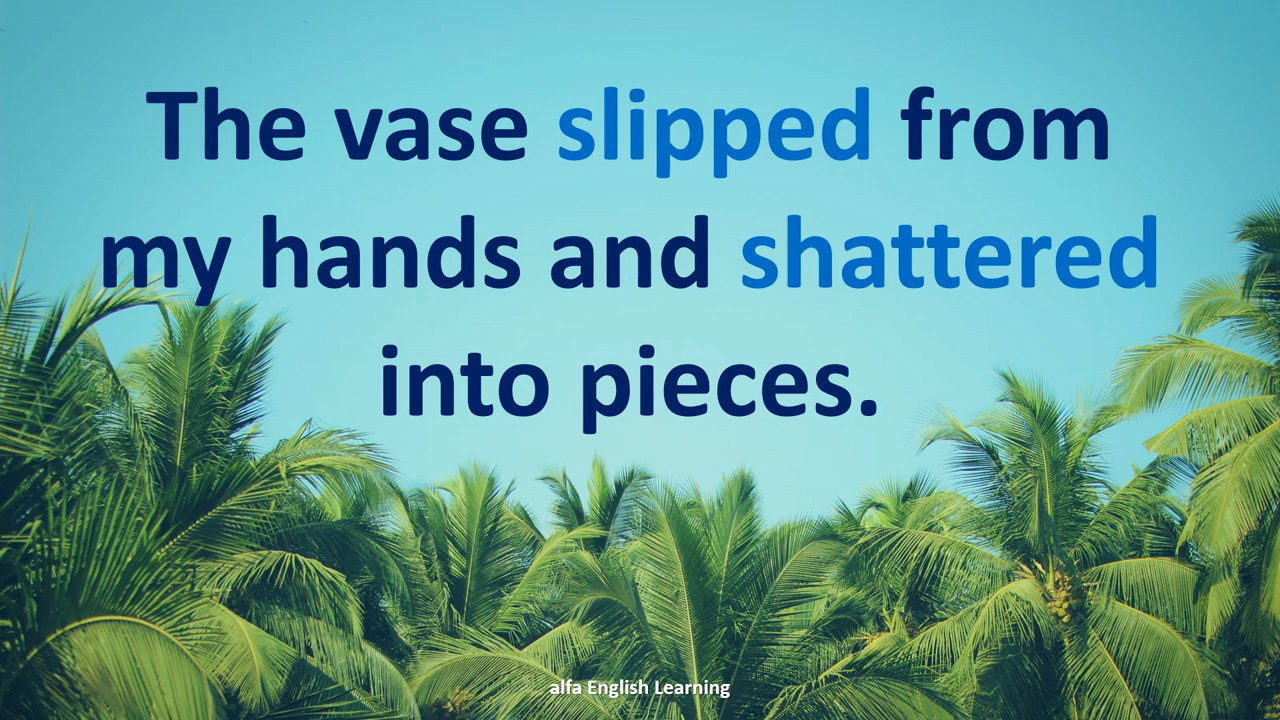 The vase slipped from
my hands and shattered
into pieces.
alfa English Learning